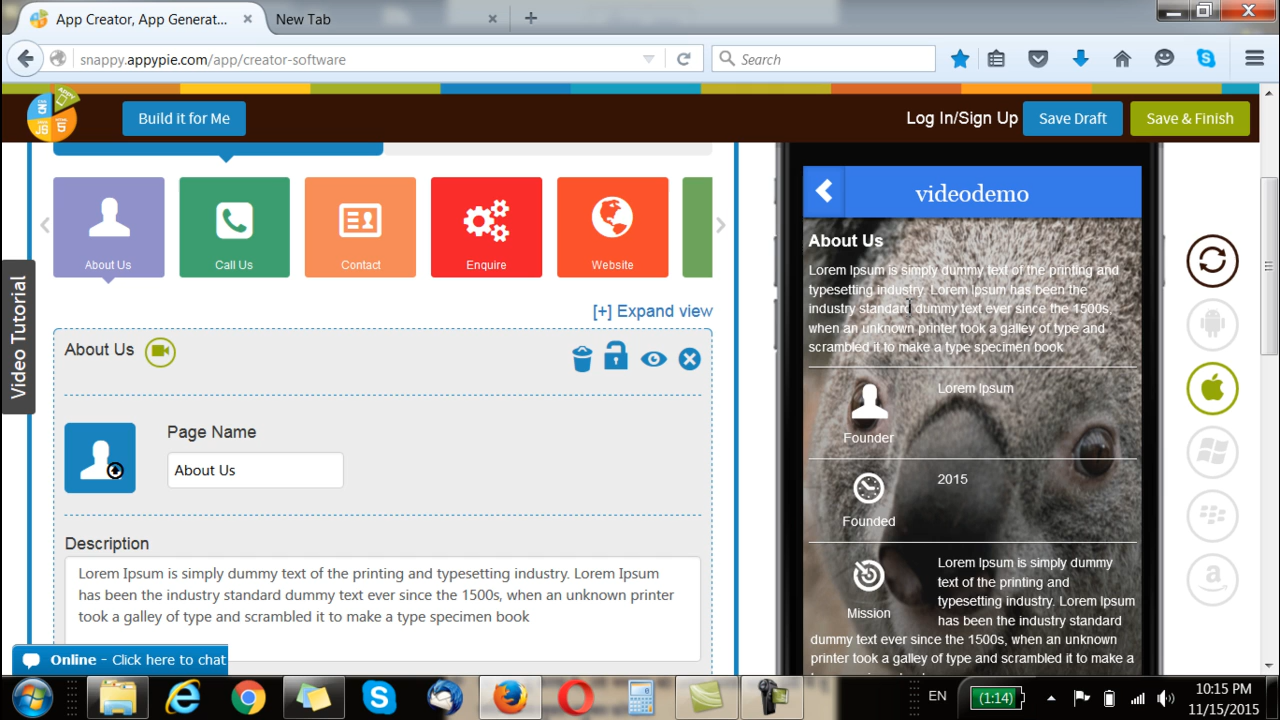 App Creator, App Generat...
New Tab
snappy.appypie.com/app/creator-software
Search
Build it for Me
Log In/Sign Up
Save Draft
Save & Finish
About Us
Call Us
Contact
Enquire
Website
[+] Expand view
Video Tutorial
About Us
Page Name
About Us
Description
Lorem Ipsum is simply dummy text of the printing and typesetting industry. Lorem Ipsum
has been the industry standard dummy text ever since the 1500s, when an unknown printer
took a galley of type and scrambled it to make a type specimen book
Online - Click here to chat
videodemo
About Us
Lorem Ipsum is simply dummy text of the printing and
typesetting industry. Lorem Ipsum has been the
industry standard dummy text ever since the 1500s,
when an unknown printer took a galley of type and
scrambled it to make a type specimen book
Lorem Ipsum
Founder
2015
Founded
Lorem Ipsum is simply dummy
text of the printing and
typesetting industry. Lorem Ipsum
has been the industry standard
Mission
dummy text ever since the 1500s, when an unknown
printer took a galley of type and scrambled it to make a
EN
(1:14)
10:15 PM
11/15/2015